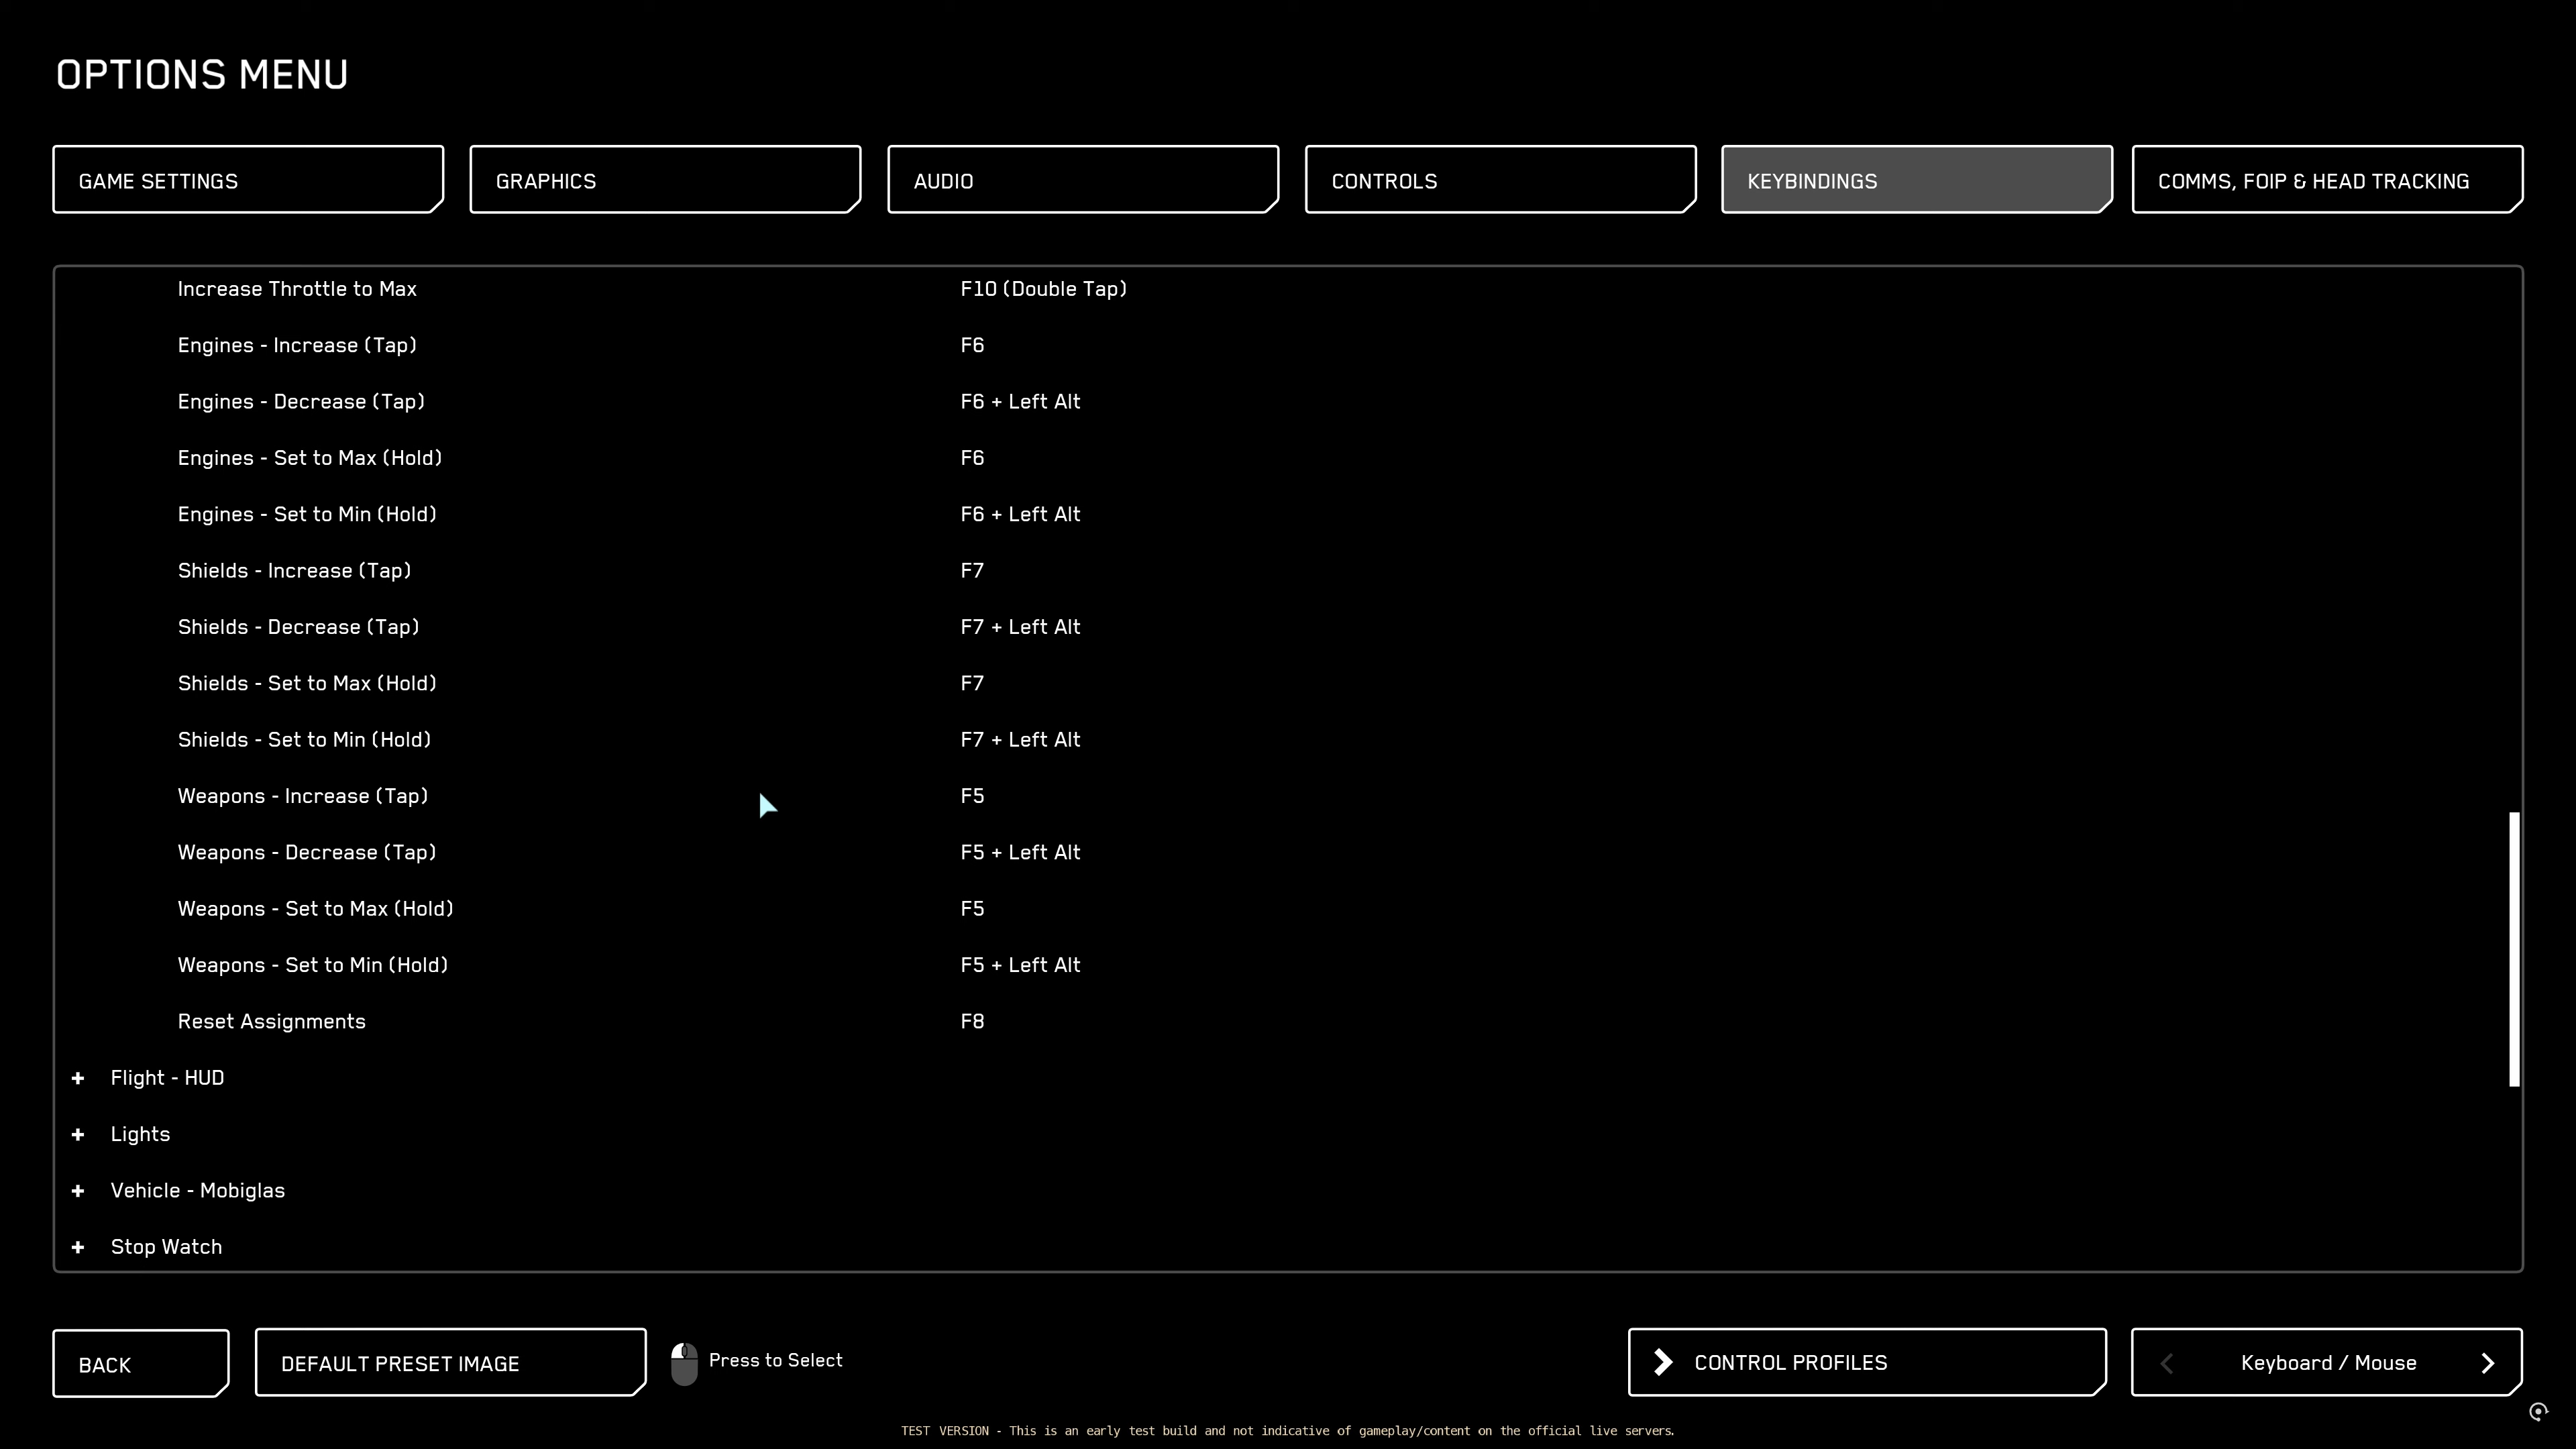 OPTIONS MENU
GAME SETTINGS
GRAPHICS
AUDIO
CONTROLS
KEYBINDINGS
COMMS, FOIP & HEAD TRACKING
Increase Throttle to Max F10 (Double Tap)
Engines - Increase (Tap) F6
Engines - Decrease (Tap) F6 + Left Alt
Engines - Set to Max (Hold) F6
Engines - Set to Min (Hold) F6 + Left Alt
Shields - Increase (Tap) F7
Shields - Decrease (Tap) F7 + Left Alt
Shields - Set to Max (Hold) F7
Shields - Set to Min (Hold) F7 + Left Alt
Weapons - Increase (Tap) F5
Weapons - Decrease (Tap) F5 + Left Alt
Weapons - Set to Max (Hold) F5
Weapons - Set to Min (Hold) F5 + Left Alt
Reset Assignments F8
+ Flight - HUD
+ Lights
+ Vehicle - Mobiglas
+ Stop Watch
BACK
DEFAULT PRESET IMAGE
Press to Select
CONTROL PROFILES
Keyboard / Mouse
TEST VERSION - This is an early test build and not indicative of gameplay/content on the official live servers.